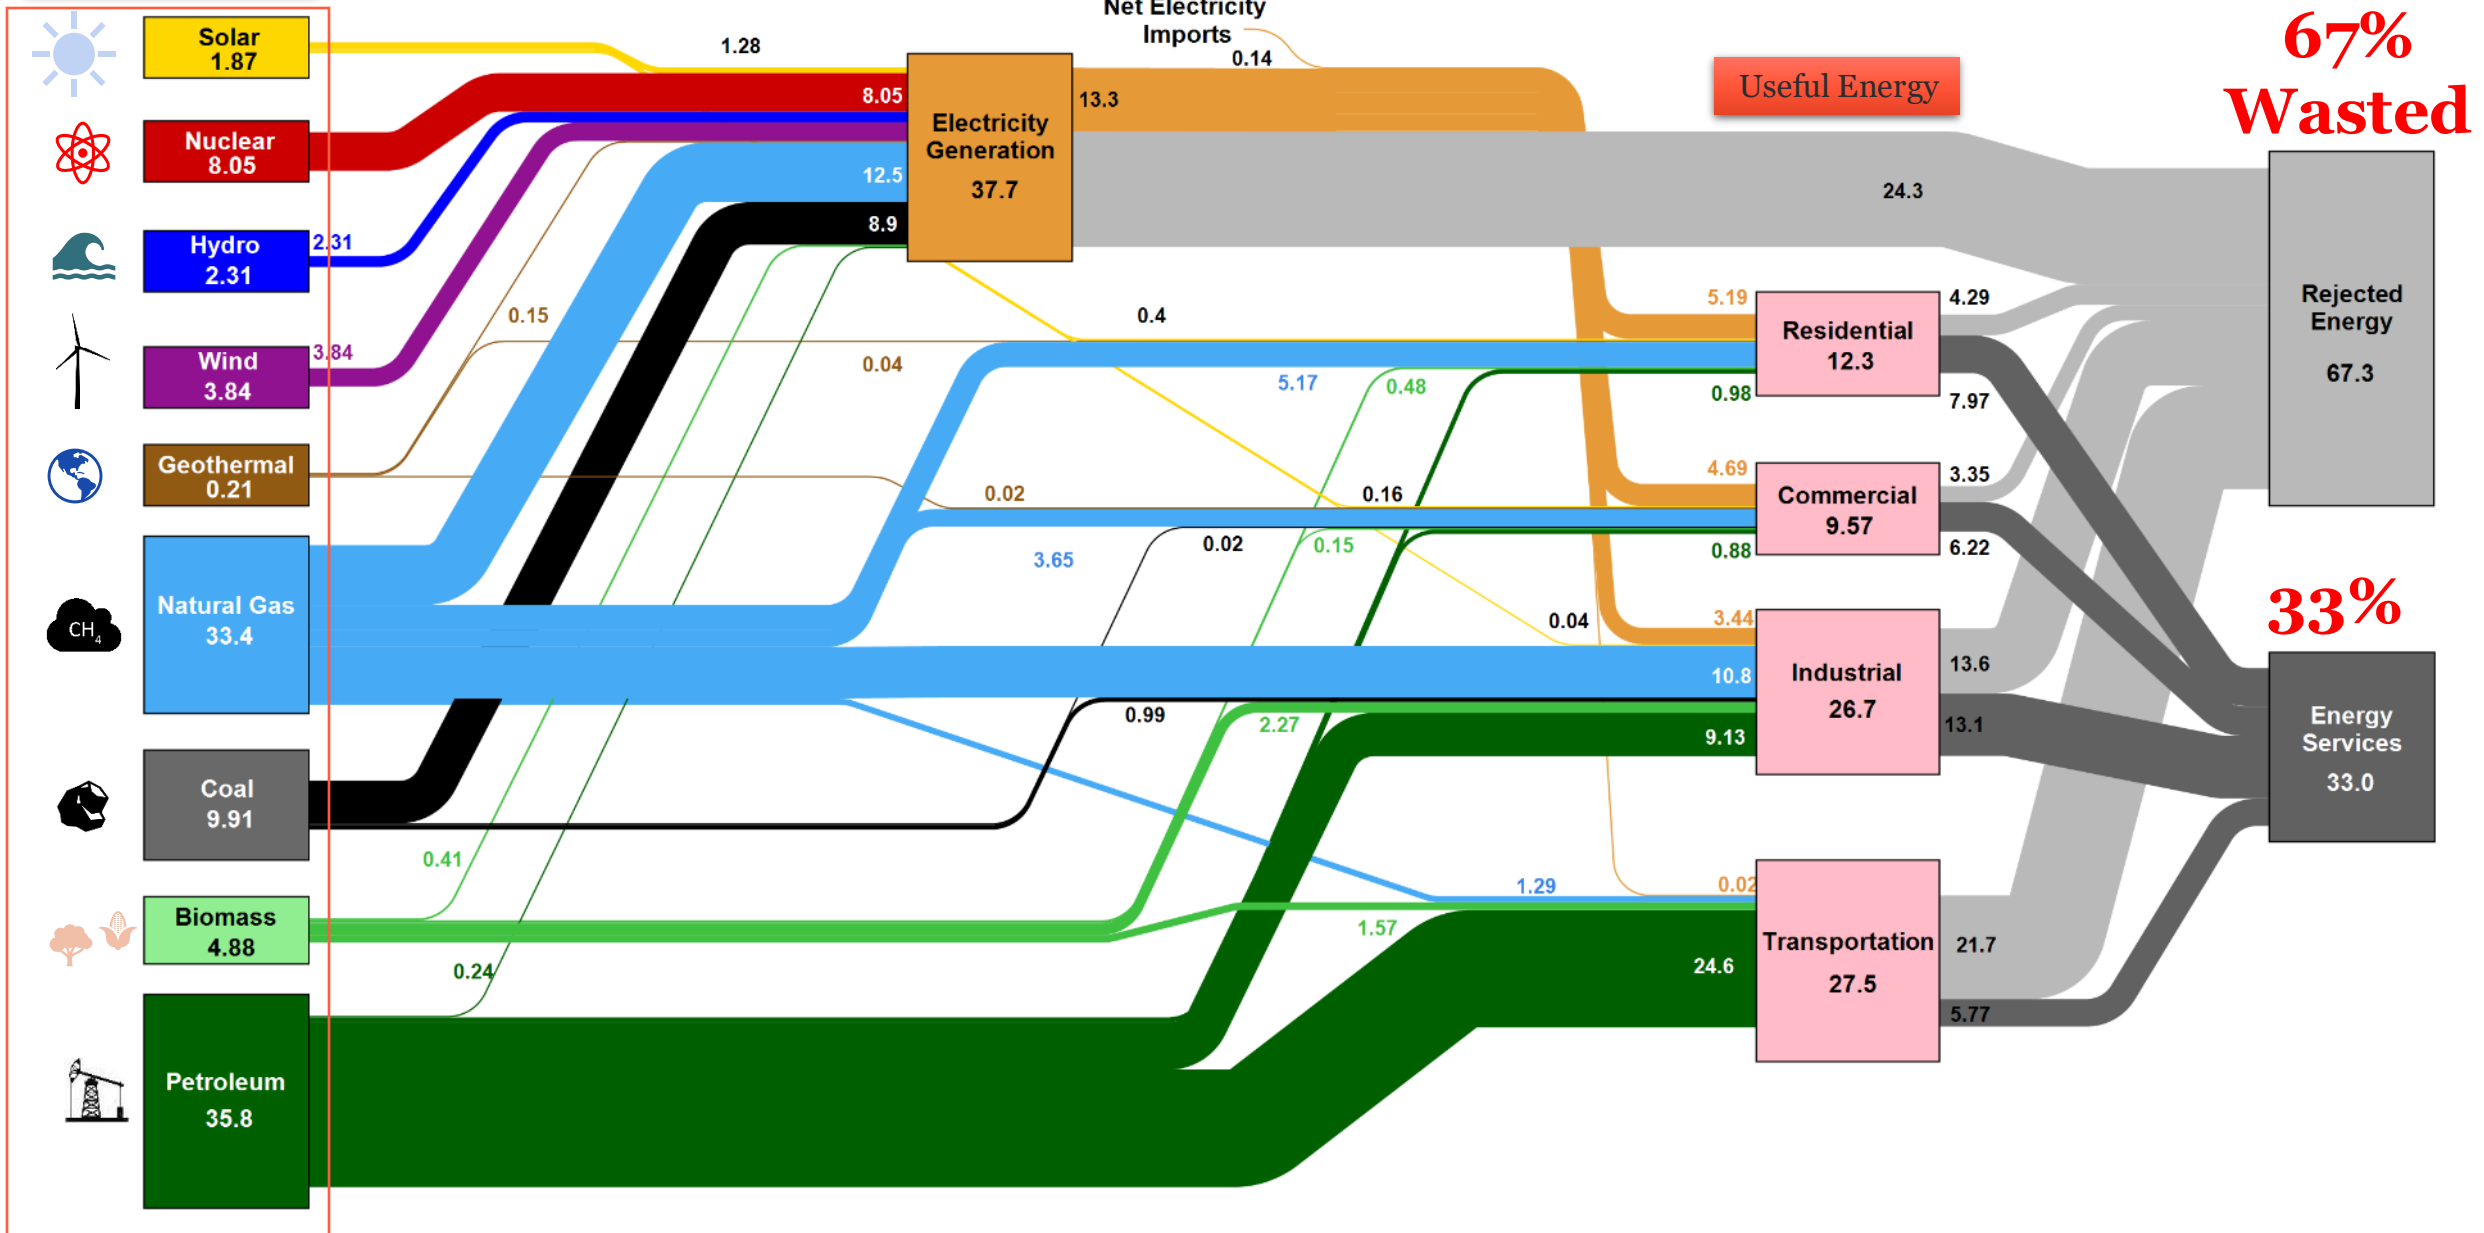 Net Electricity
Imports
0.14
67%
Wasted
Useful Energy
Solar
1.87
1.28
Nuclear
8.05
8.05
Hydro
2.31
2.31
Wind
3.84
3.84
Geothermal
0.21
0.15
0.04
0.02
Natural Gas
33.4
CH4
12.5
8.9
Coal
9.91
Biomass
4.88
0.41
Petroleum
35.8
0.24
Electricity
Generation
37.7
13.3
24.3
0.4
5.17
0.48
5.19
0.98
Residential
12.3
4.29
7.97
0.16
3.65
0.02
0.15
4.69
0.88
Commercial
9.57
3.35
6.22
0.04
3.44
10.8
0.99
2.27
9.13
Industrial
26.7
13.6
13.1
1.29
0.02
1.57
24.6
Transportation
27.5
21.7
5.77
Rejected
Energy
67.3
33%
Energy
Services
33.0